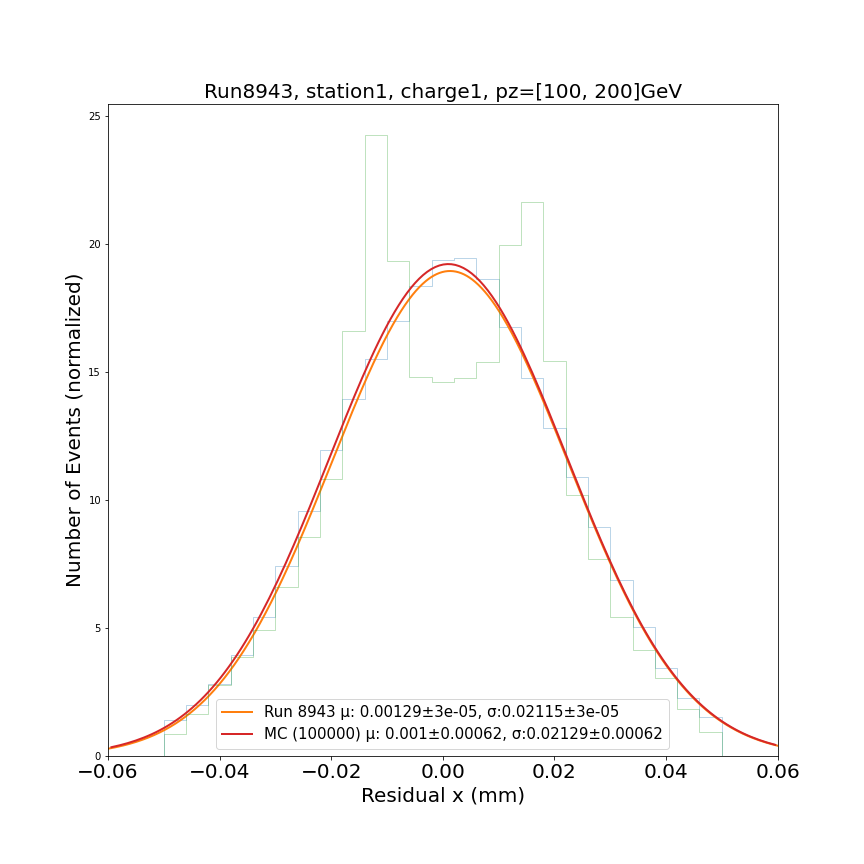 Run8943, station1, charge1, pz=[100, 200]GeV
Number of Events (normalized)
25
20
15
10
5
0
Run 8943 μ: 0.00129±3e-05, σ:0.02115±3e-05
MC (100000) μ: 0.001±0.00062, σ:0.02129±0.00062
−0.06 −0.04 −0.02 0.00 0.02 0.04 0.06
Residual x (mm)